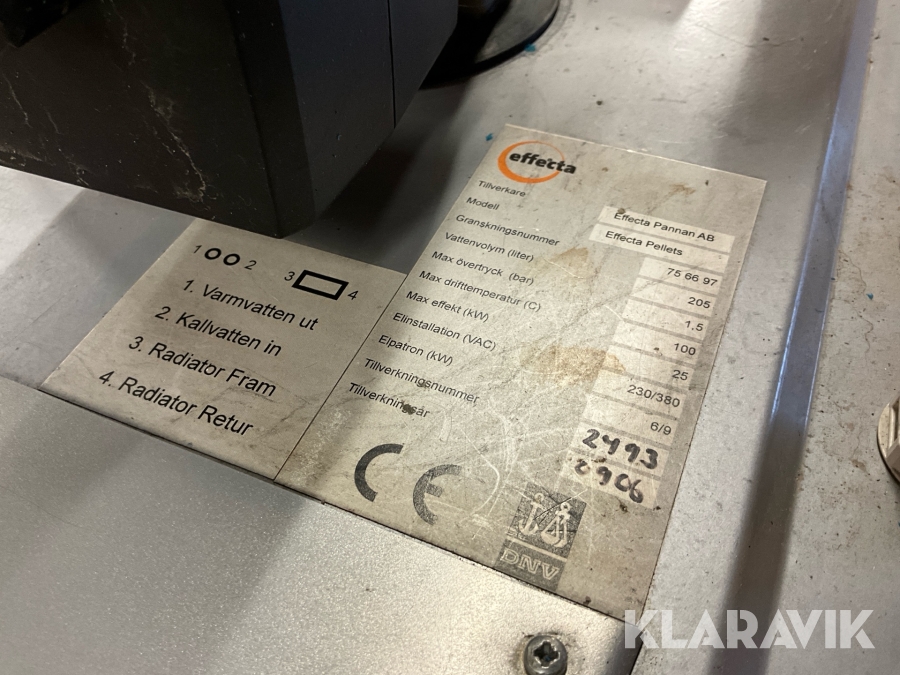 effecta
Tillverkare Effecta Pannan AB
Modell Effecta Pellets
Granskningsnummer 75 66 97
Vattenvolym (liter) 205
Max övertryck (bar) 1.5
Max drifttemperatur (C) 100
Max effekt (kW) 25
Elinstallation (VAC) 230/380
Elpatron (kW) 6/9
Tillverkningsnummer 2493
Tillverkningsår 2906
CE
DNV
1 2 3 4
1. Varmvatten ut
2. Kallvatten in
3. Radiator Fram
4. Radiator Retur
KLARAVIK